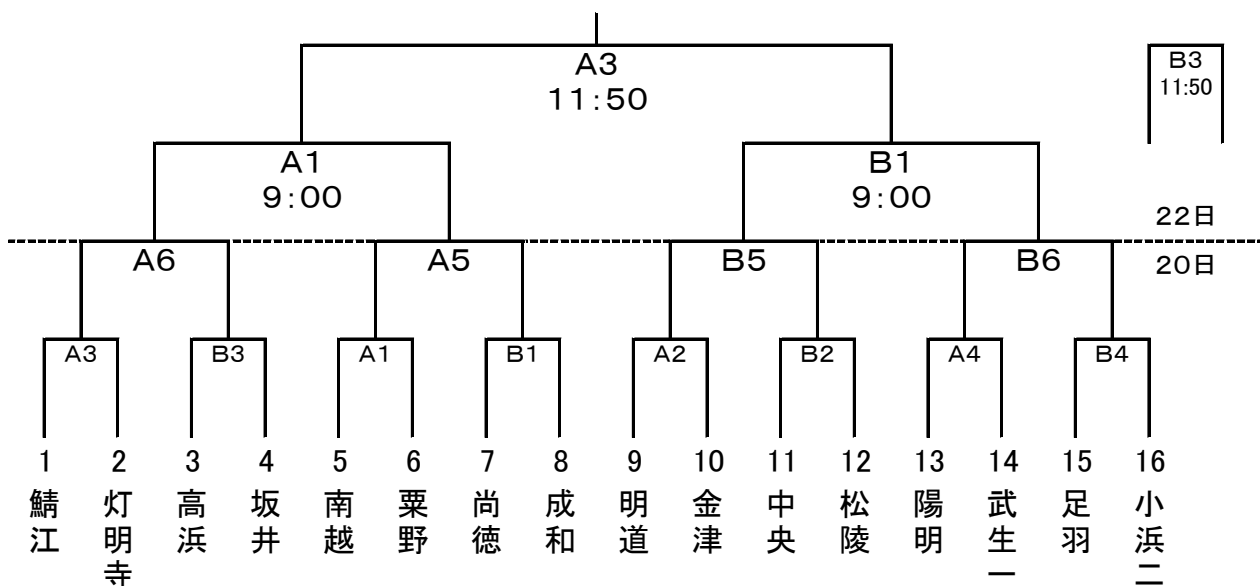 A3
11:50
B3
11:50
A1
9:00
B1
9:00
22日
A6
A5
B5
B6
20日
A3
B3
A1
B1
A2
B2
A4
B4
1 2 3 4 5 6 7 8 9 10 11 12 13 14 15 16
鯖江
灯明寺
高浜
坂井
南越
粟野
尚徳
成和
明道
金津
中央
松陵
陽明
武生一
足羽
小浜二